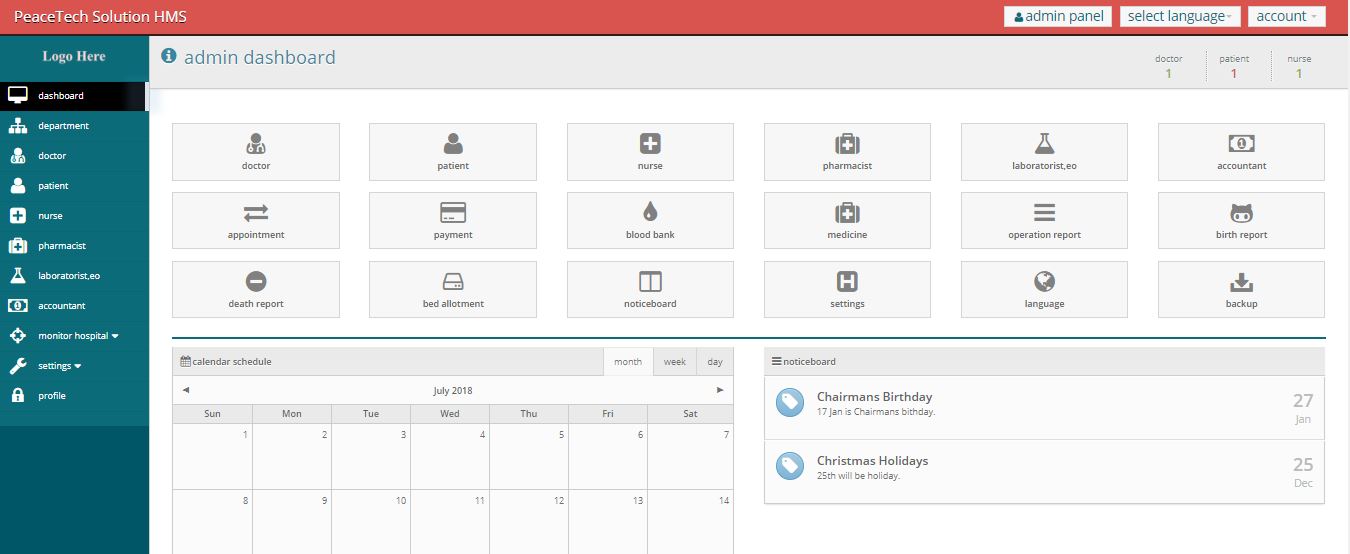 PeaceTech Solution HMS
admin panel
select language
account
Logo Here
admin dashboard
doctor
1
patient
1
nurse
1
dashboard
department
doctor
patient
nurse
pharmacist
laboratorist,eo
accountant
monitor hospital
settings
profile
doctor
patient
nurse
pharmacist
laboratorist,eo
accountant
appointment
payment
blood bank
medicine
operation report
birth report
death report
bed allotment
noticeboard
settings
language
backup
calendar schedule
month
week
day
July 2018
Sun Mon Tue Wed Thu Fri Sat
1 2 3 4 5 6 7
8 9 10 11 12 13 14
noticeboard
Chairmans Birthday
17 Jan is Chairmans bithday.
27
Jan
Christmas Holidays
25th will be holiday.
25
Dec